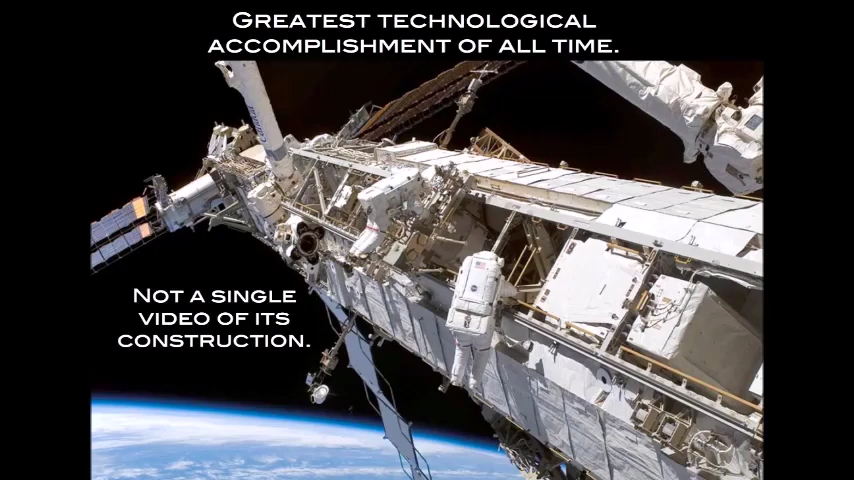 Greatest technological
accomplishment of all time.
Not a single
video of its
construction.